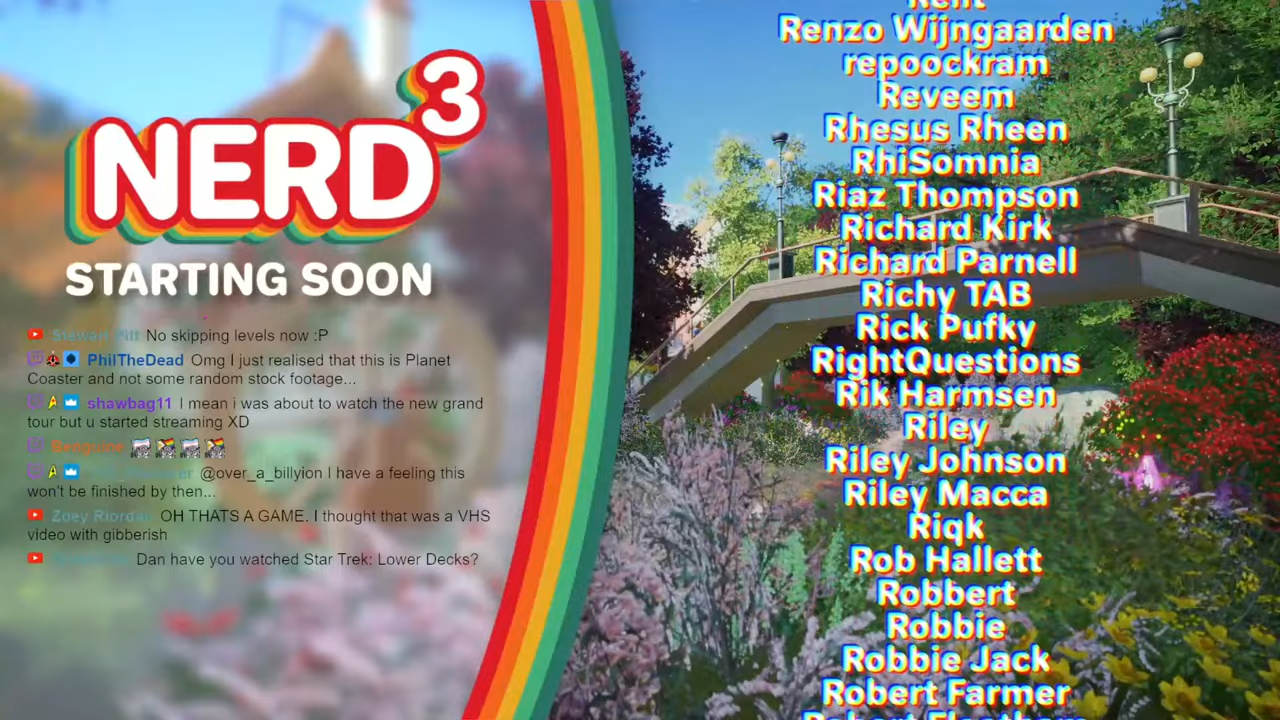 NERD³
STARTING SOON
Stewart Pitt No skipping levels now :P
PhilTheDead Omg I just realised that this is Planet
Coaster and not some random stock footage...
shawbag11 I mean i was about to watch the new grand
tour but u started streaming XD
@over_a_billyion I have a feeling this
won't be finished by then...
Zoey Riordan OH THATS A GAME. I thought that was a VHS
video with gibberish
Dan have you watched Star Trek: Lower Decks?
Renzo Wijngaarden
repoockram
Reveem
Rhesus Rheen
RhiSomnia
Riaz Thompson
Richard Kirk
Richard Parnell
Richy TAB
Rick Pufky
RightQuestions
Rik Harmsen
Riley
Riley Johnson
Riley Macca
Riqk
Rob Hallett
Robbert
Robbie
Robbie Jack
Robert Farmer